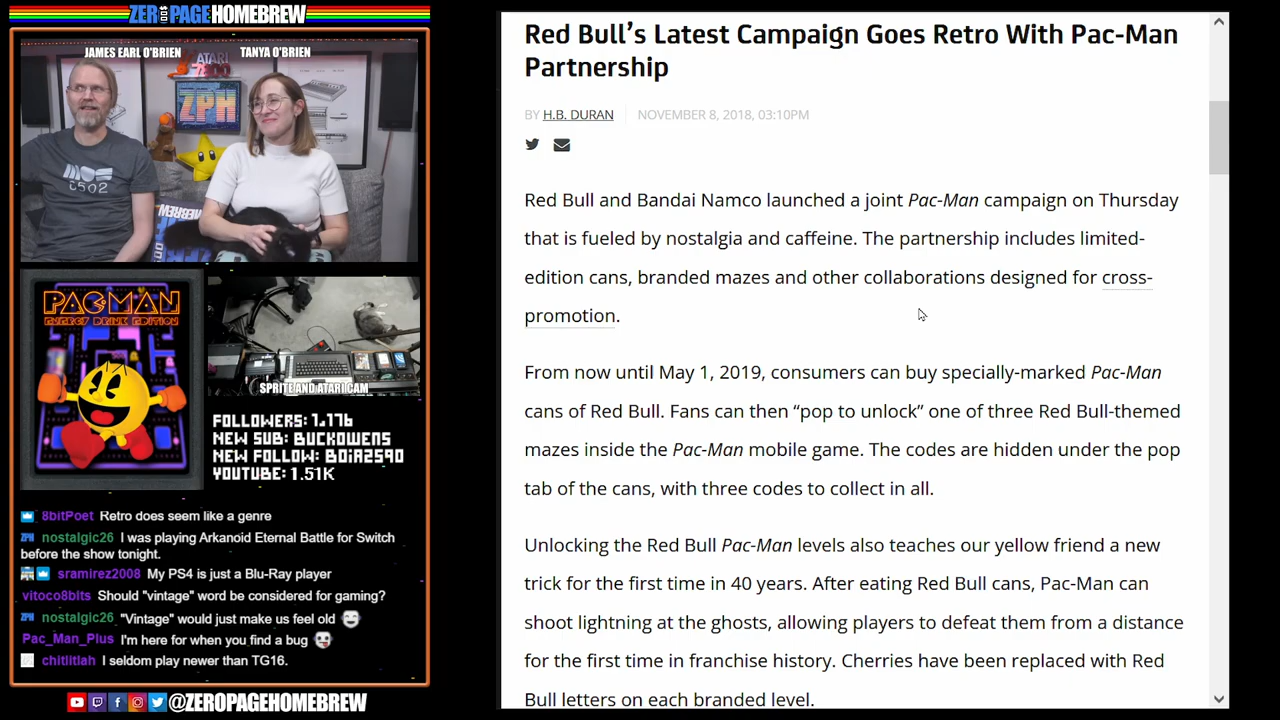 ZERO PAGE HOMEBREW
JAMES EARL O'BRIEN
TANYA O'BRIEN
ATARI
ZPH
MOS
6502
PAC-MAN
ENERGY DRINK EDITION
SPRITE AND ATARI CAM
FOLLOWERS: 1,176
NEW SUB: BUCKOWENS
NEW FOLLOW: BOIA2590
YOUTUBE: 1.51K
8bitPoet Retro does seem like a genre
nostalgic26 I was playing Arkanoid Eternal Battle for Switch
before the show tonight.
sramirez2008 My PS4 is just a Blu-Ray player
vitoco8bits Should "vintage" word be considered for gaming?
nostalgic26 "Vintage" would just make us feel old
Pac_Man_Plus I'm here for when you find a bug
chitlitlah I seldom play newer than TG16.
@ZEROPAGEHOMEBREW
Red Bull’s Latest Campaign Goes Retro With Pac-Man
Partnership
BY H.B. DURAN NOVEMBER 8, 2018, 03:10PM
Red Bull and Bandai Namco launched a joint Pac-Man campaign on Thursday
that is fueled by nostalgia and caffeine. The partnership includes limited-
edition cans, branded mazes and other collaborations designed for cross-
promotion.
From now until May 1, 2019, consumers can buy specially-marked Pac-Man
cans of Red Bull. Fans can then “pop to unlock” one of three Red Bull-themed
mazes inside the Pac-Man mobile game. The codes are hidden under the pop
tab of the cans, with three codes to collect in all.
Unlocking the Red Bull Pac-Man levels also teaches our yellow friend a new
trick for the first time in 40 years. After eating Red Bull cans, Pac-Man can
shoot lightning at the ghosts, allowing players to defeat them from a distance
for the first time in franchise history. Cherries have been replaced with Red
Bull letters on each branded level.